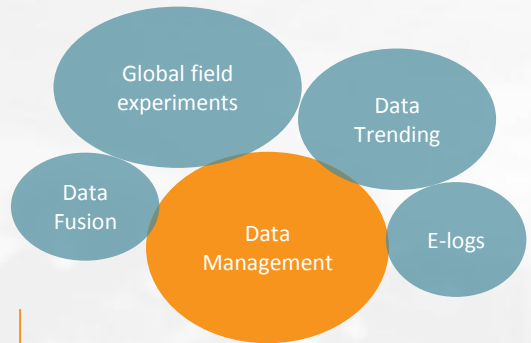 Global field
experiments
Data
Trending
Data
Fusion
Data
Management
E-logs